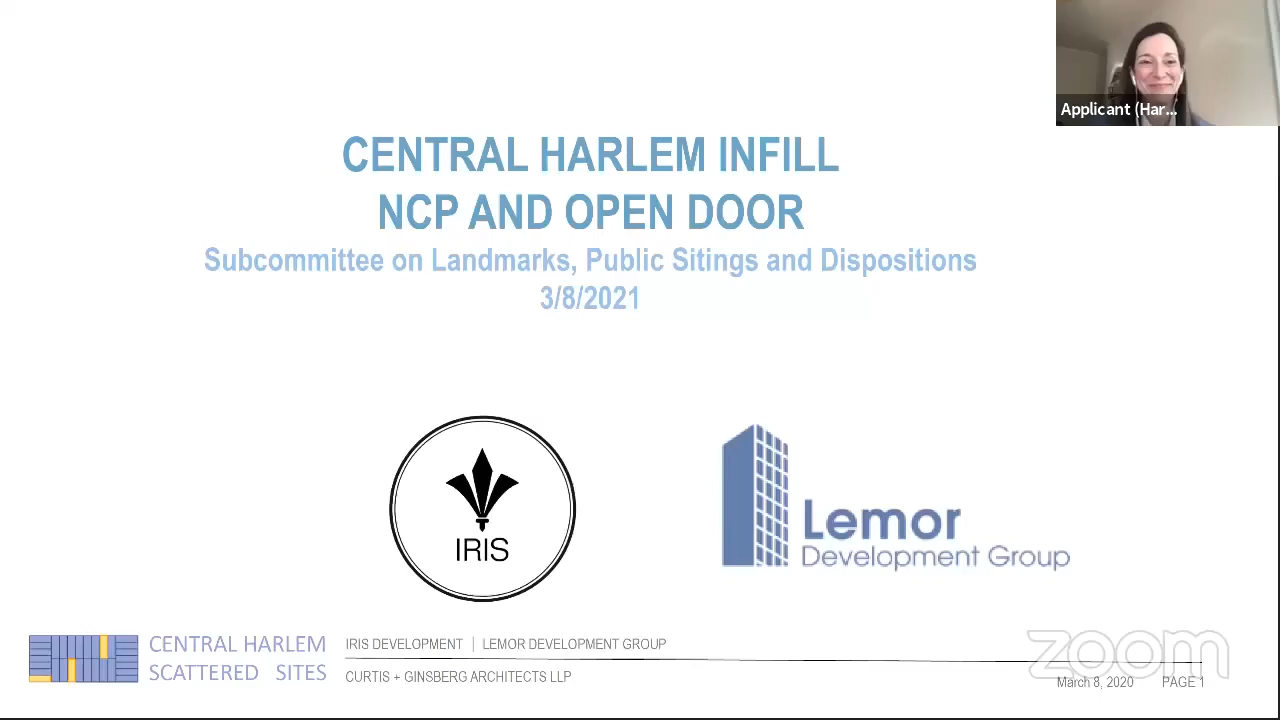 Applicant (Har...
CENTRAL HARLEM INFILL
NCP AND OPEN DOOR
Subcommittee on Landmarks, Public Sitings and Dispositions
3/8/2021
IRIS
Lemor
Development Group
CENTRAL HARLEM
SCATTERED SITES
IRIS DEVELOPMENT | LEMOR DEVELOPMENT GROUP
CURTIS + GINSBERG ARCHITECTS LLP
zoom
March 8, 2020 PAGE 1